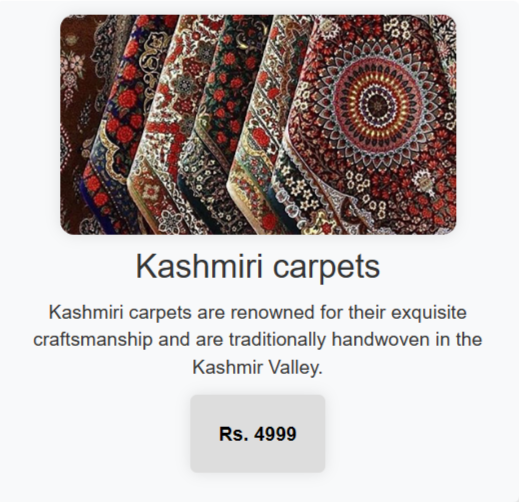 Kashmiri carpets
Kashmiri carpets are renowned for their exquisite
craftsmanship and are traditionally handwoven in the
Kashmir Valley.
Rs. 4999